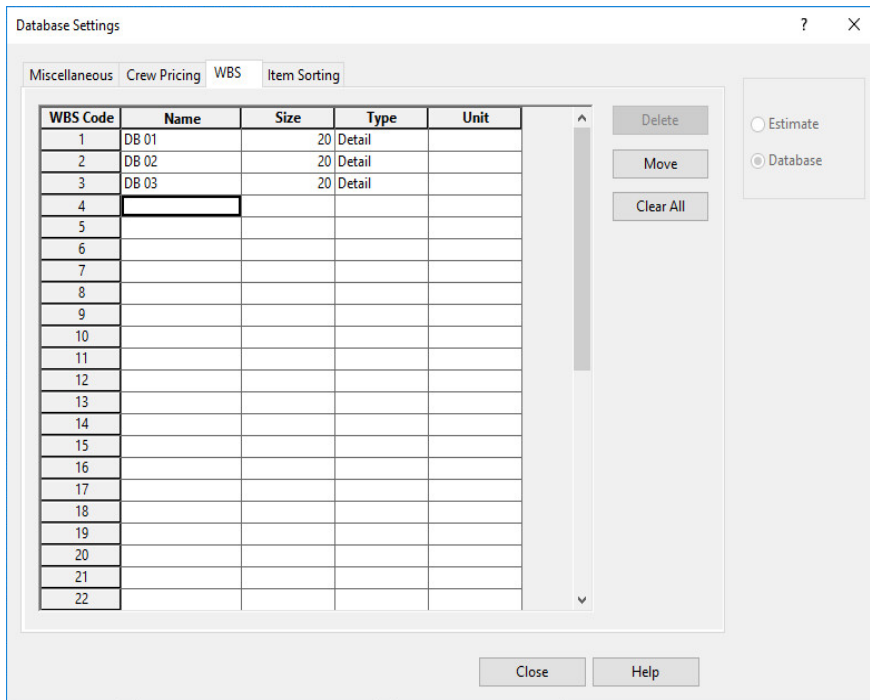 Database Settings ? X
Miscellaneous Crew Pricing WBS Item Sorting
WBS Code Name Size Type Unit
1 DB 01 20 Detail
2 DB 02 20 Detail
3 DB 03 20 Detail
4
5
6
7
8
9
10
11
12
13
14
15
16
17
18
19
20
21
22
Delete
Move
Clear All
Estimate
Database
Close Help